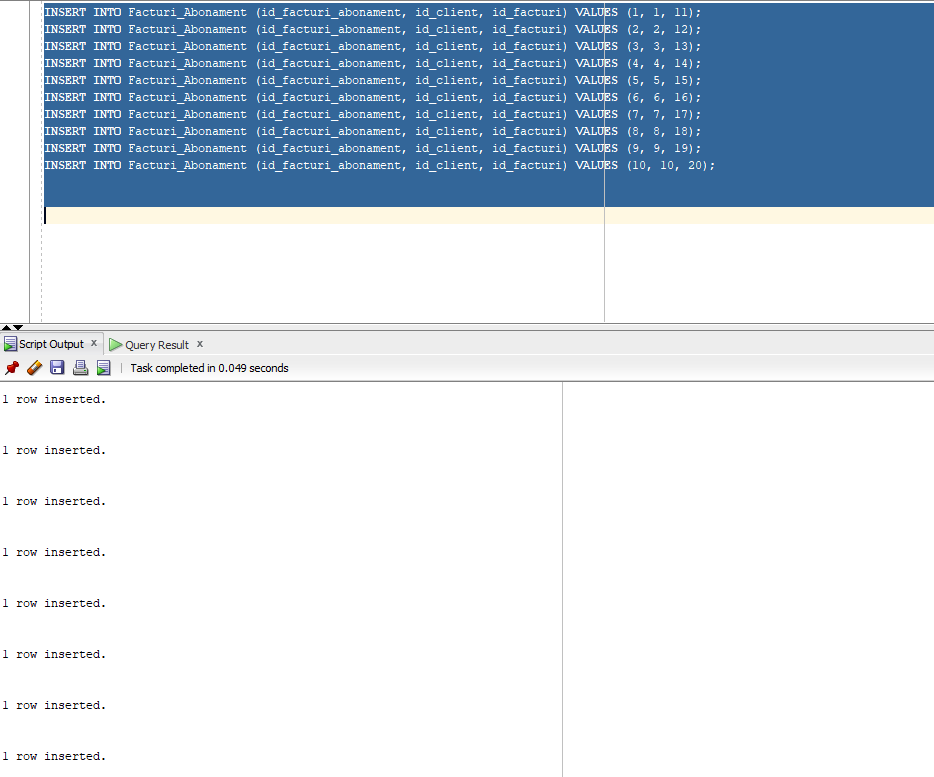 INSERT INTO Facturi_Abonament (id_facturi_abonament, id_client, id_facturi) VALUES (1, 1, 11);
INSERT INTO Facturi_Abonament (id_facturi_abonament, id_client, id_facturi) VALUES (2, 2, 12);
INSERT INTO Facturi_Abonament (id_facturi_abonament, id_client, id_facturi) VALUES (3, 3, 13);
INSERT INTO Facturi_Abonament (id_facturi_abonament, id_client, id_facturi) VALUES (4, 4, 14);
INSERT INTO Facturi_Abonament (id_facturi_abonament, id_client, id_facturi) VALUES (5, 5, 15);
INSERT INTO Facturi_Abonament (id_facturi_abonament, id_client, id_facturi) VALUES (6, 6, 16);
INSERT INTO Facturi_Abonament (id_facturi_abonament, id_client, id_facturi) VALUES (7, 7, 17);
INSERT INTO Facturi_Abonament (id_facturi_abonament, id_client, id_facturi) VALUES (8, 8, 18);
INSERT INTO Facturi_Abonament (id_facturi_abonament, id_client, id_facturi) VALUES (9, 9, 19);
INSERT INTO Facturi_Abonament (id_facturi_abonament, id_client, id_facturi) VALUES (10, 10, 20);
Script Output x Query Result x
Task completed in 0.049 seconds
1 row inserted.
1 row inserted.
1 row inserted.
1 row inserted.
1 row inserted.
1 row inserted.
1 row inserted.
1 row inserted.